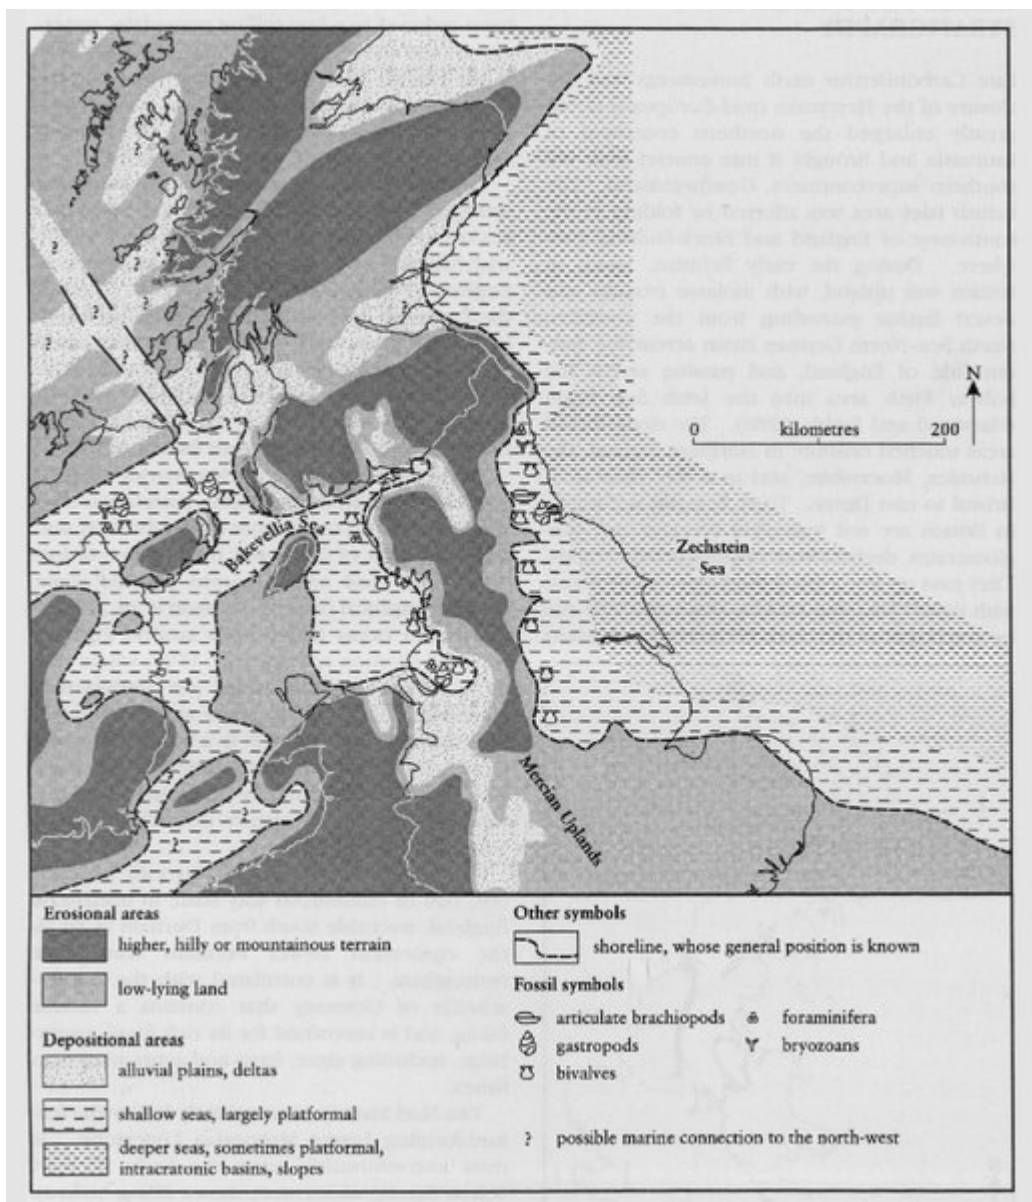 N
0 kilometres 200
Bakevellia Sea
Zechstein
Sea
Mercian Uplands
Erosional areas
higher, hilly or mountainous terrain
low-lying land
Depositional areas
alluvial plains, deltas
shallow seas, largely platformal
deeper seas, sometimes platformal,
intracratonic basins, slopes
Other symbols
shoreline, whose general position is known
Fossil symbols
articulate brachiopods
foraminifera
gastropods
bryozoans
bivalves
? possible marine connection to the north-west